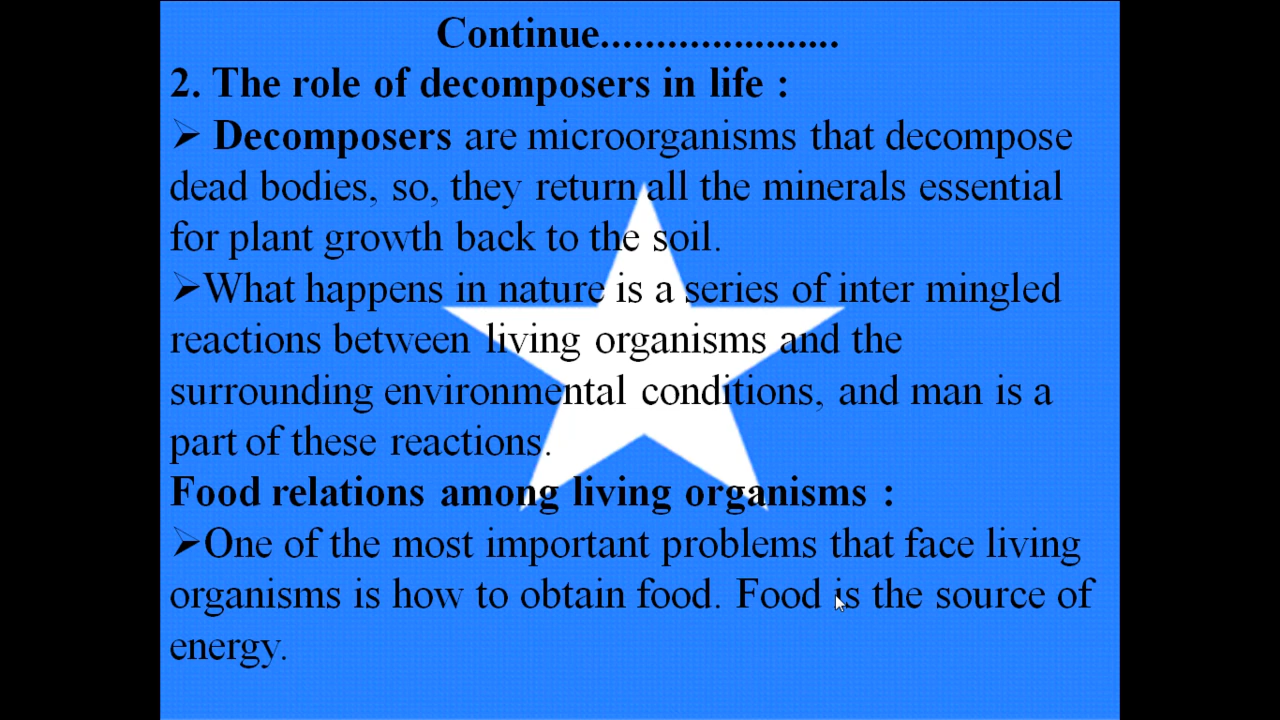 Continue......................
2. The role of decomposers in life :
➢ Decomposers are microorganisms that decompose
dead bodies, so, they return all the minerals essential
for plant growth back to the soil.
➢What happens in nature is a series of inter mingled
reactions between living organisms and the
surrounding environmental conditions, and man is a
part of these reactions.
Food relations among living organisms :
➢One of the most important problems that face living
organisms is how to obtain food. Food is the source of
energy.